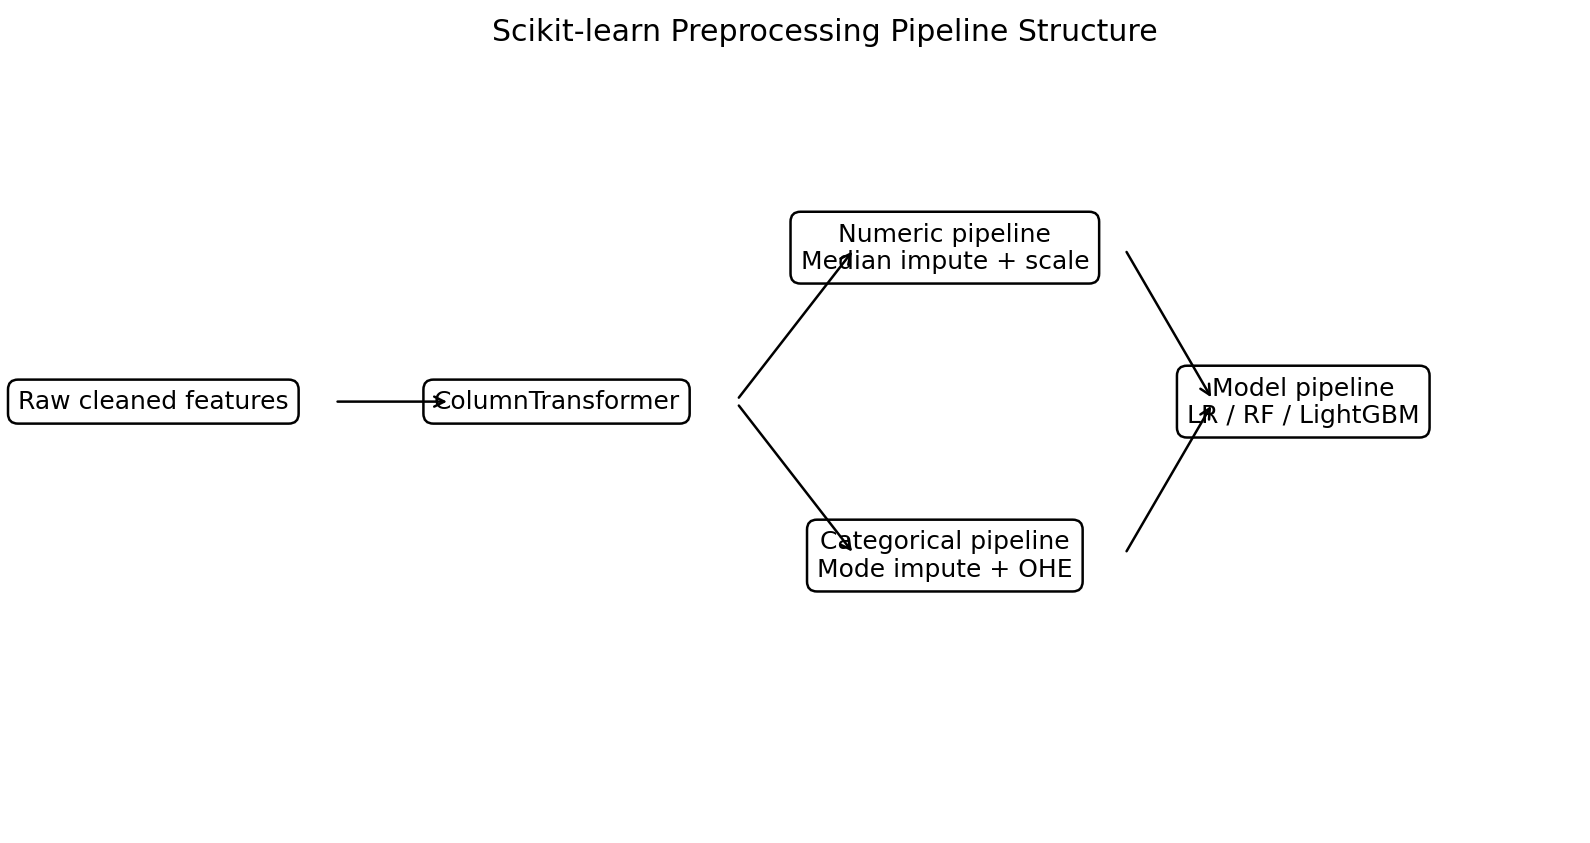 Scikit-learn Preprocessing Pipeline Structure
Raw cleaned features
ColumnTransformer
Numeric pipeline
Median impute + scale
Categorical pipeline
Mode impute + OHE
Model pipeline
LR / RF / LightGBM